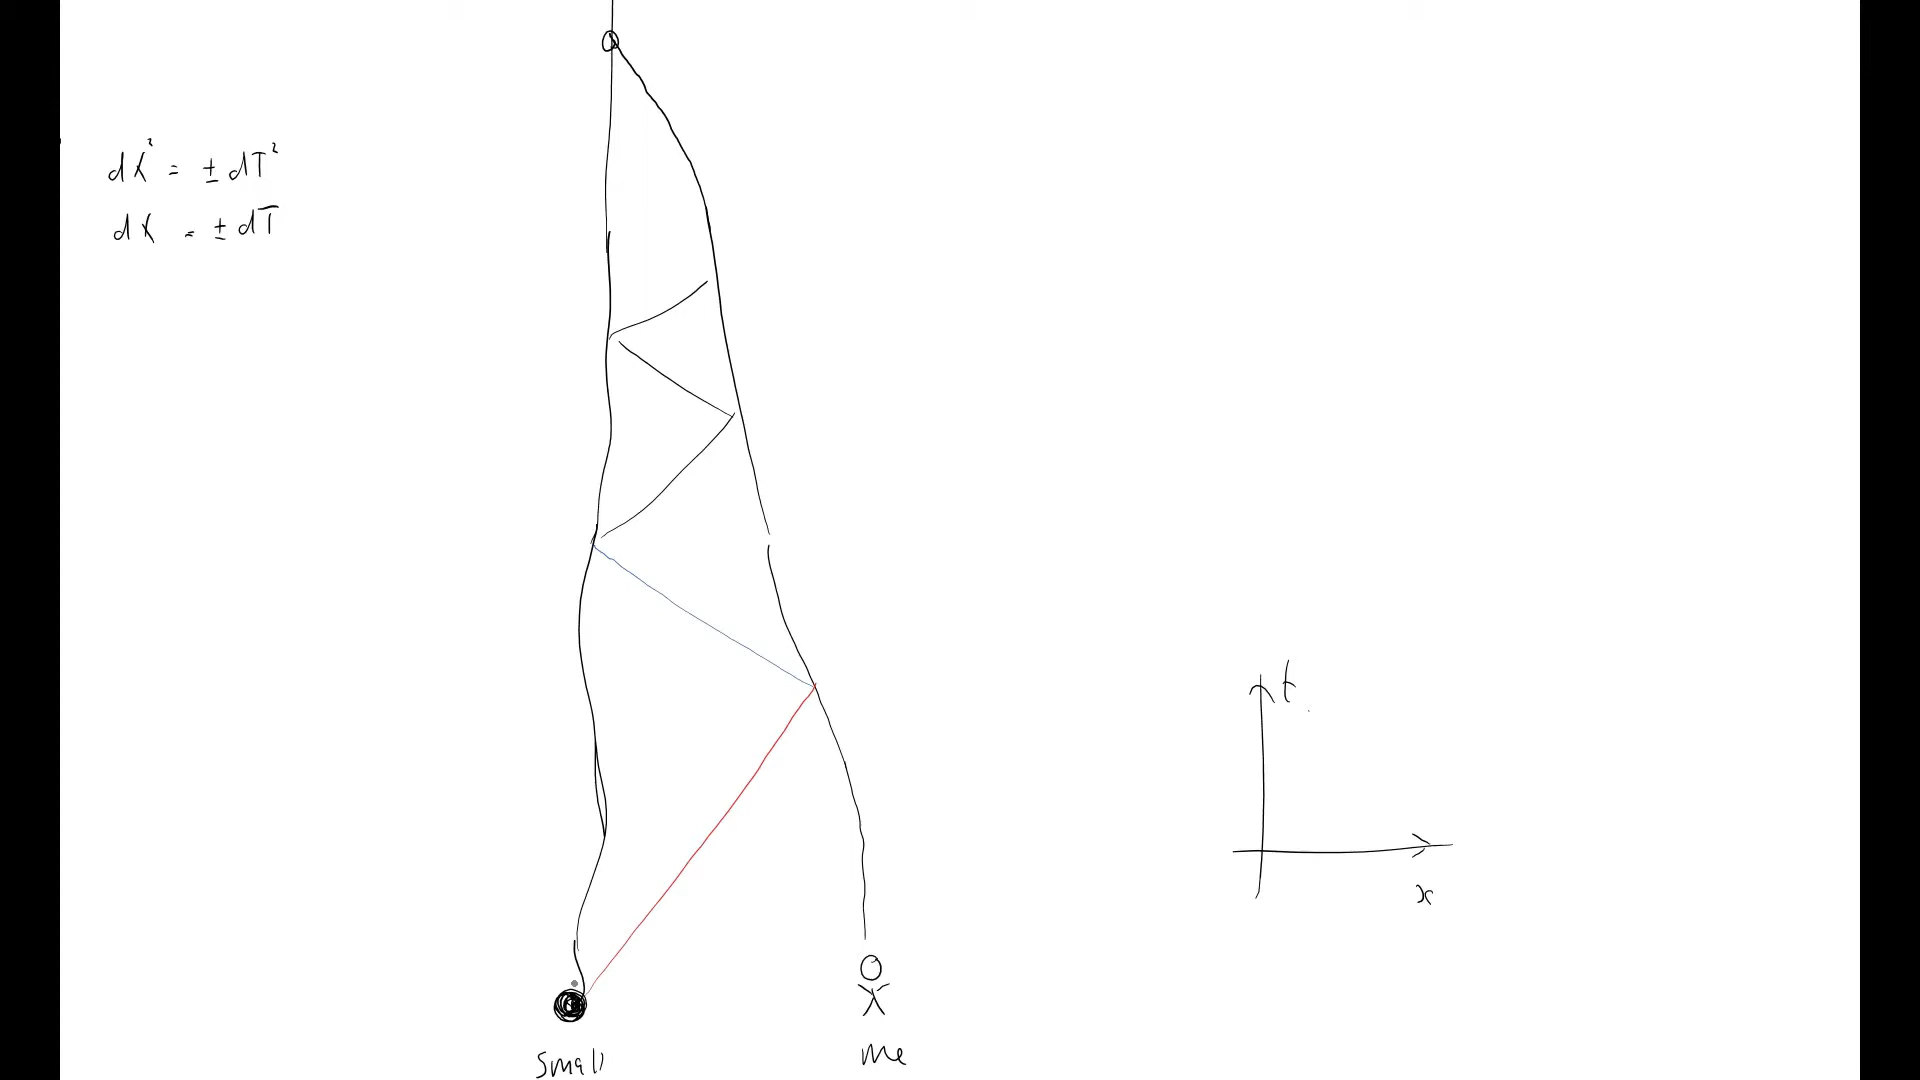 dX² = ± dT²
dX = ± dT
t
x
Small
Me